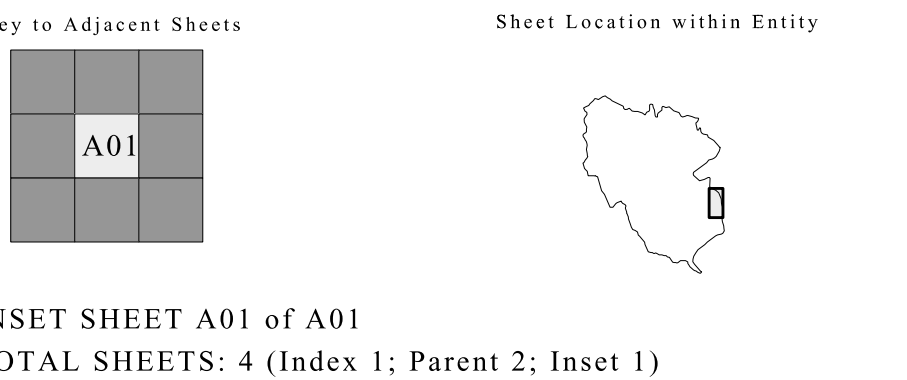 ey to Adjacent Sheets
Sheet Location within Entity
A01
NSET SHEET A01 of A01
OTAL SHEETS: 4 (Index 1; Parent 2; Inset 1)